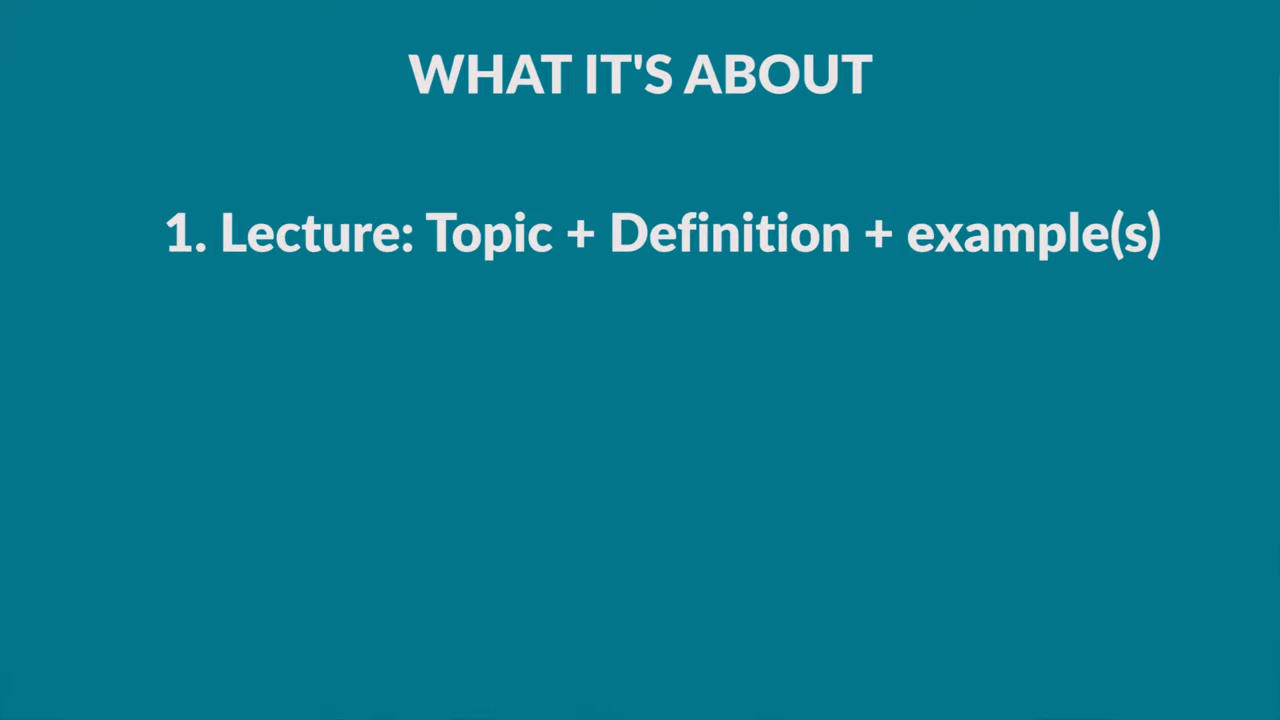 WHAT IT'S ABOUT
1. Lecture: Topic + Definition + example(s)